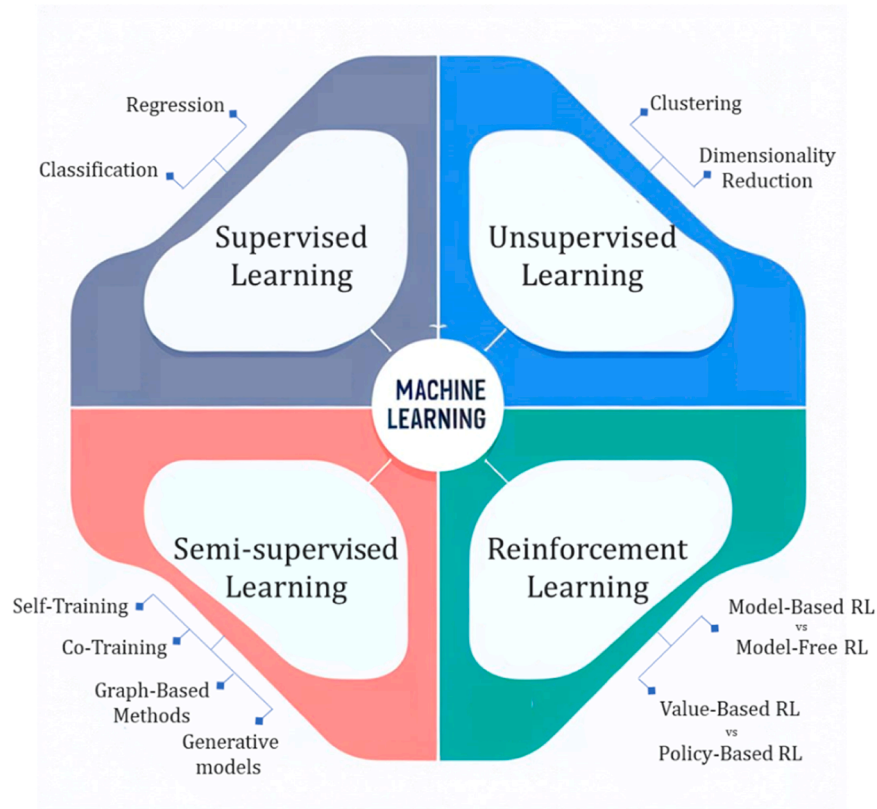 Regression
Classification
Supervised
Learning
Clustering
Dimensionality
Reduction
Unsupervised
Learning
MACHINE
LEARNING
Semi-supervised
Learning
Self-Training
Co-Training
Graph-Based
Methods
Generative
models
Reinforcement
Learning
Model-Based RL
vs
Model-Free RL
Value-Based RL
vs
Policy-Based RL